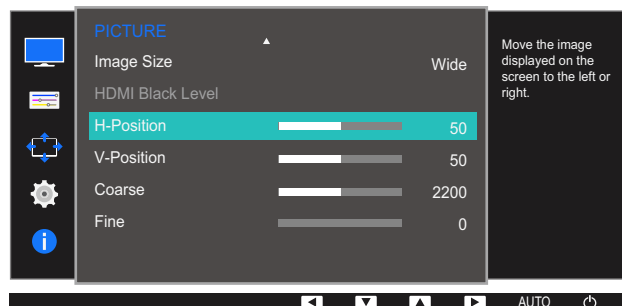 PICTURE
Image Size Wide
HDMI Black Level
H-Position 50
V-Position 50
Coarse 2200
Fine 0
Move the image
displayed on the
screen to the left or
right.
AUTO